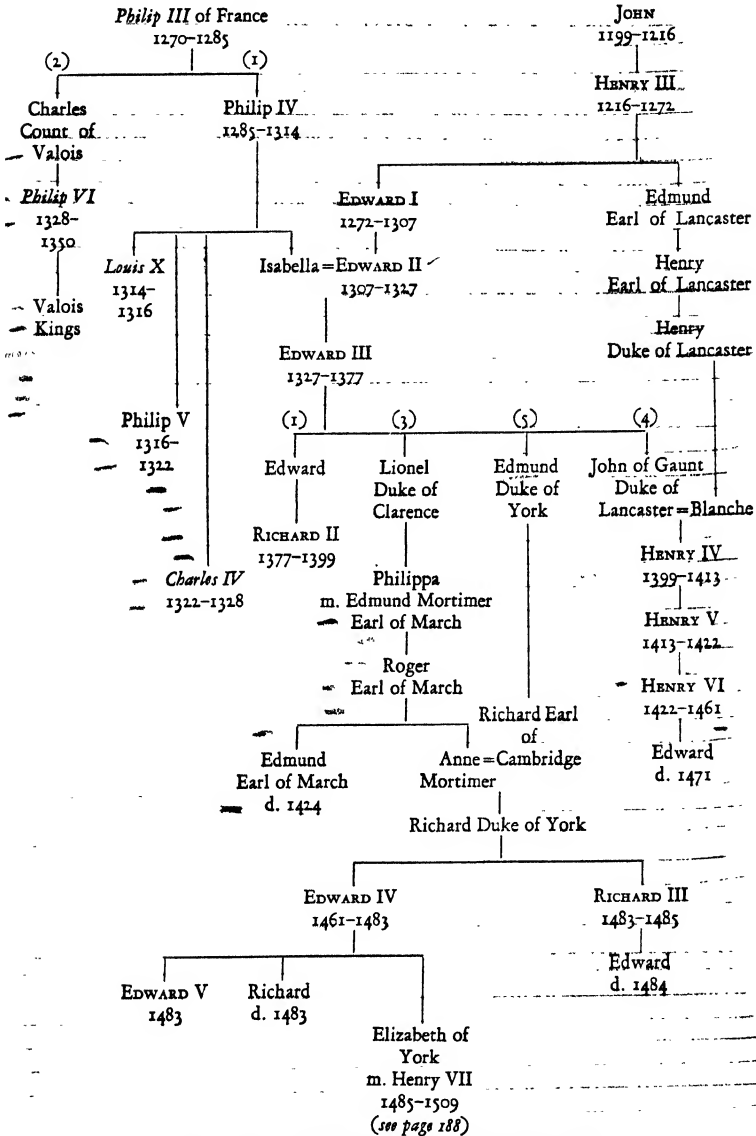 Philip III of France
1270–1285
JOHN
1199–1216
(2)
(1)
HENRY III
1216–1272
Charles
Count of
Valois
Philip IV
1285–1314
Philip VI
1328–
1350
EDWARD I
1272–1307
Edmund
Earl of Lancaster
Louis X
1314–
1316
Isabella=EDWARD II
1307–1327
Henry
Earl of Lancaster
Valois
Kings
Henry
Duke of Lancaster
EDWARD III
1327–1377
Philip V
1316–
1322
(1)
(3)
(5)
(4)
Edward
Lionel
Duke of
Clarence
Edmund
Duke of
York
John of Gaunt
Duke of
Lancaster=Blanche
RICHARD II
1377–1399
HENRY IV
1399–1413
Charles IV
1322–1328
Philippa
m. Edmund Mortimer
Earl of March
HENRY V
1413–1422
Roger
Earl of March
HENRY VI
1422–1461
Richard Earl
of
Edmund
Earl of March
d. 1424
Anne=Cambridge
Mortimer
Edward
d. 1471
Richard Duke of York
EDWARD IV
1461–1483
RICHARD III
1483–1485
EDWARD V
1483
Richard
d. 1483
Edward
d. 1484
Elizabeth of
York
m. Henry VII
1485–1509
(see page 188)